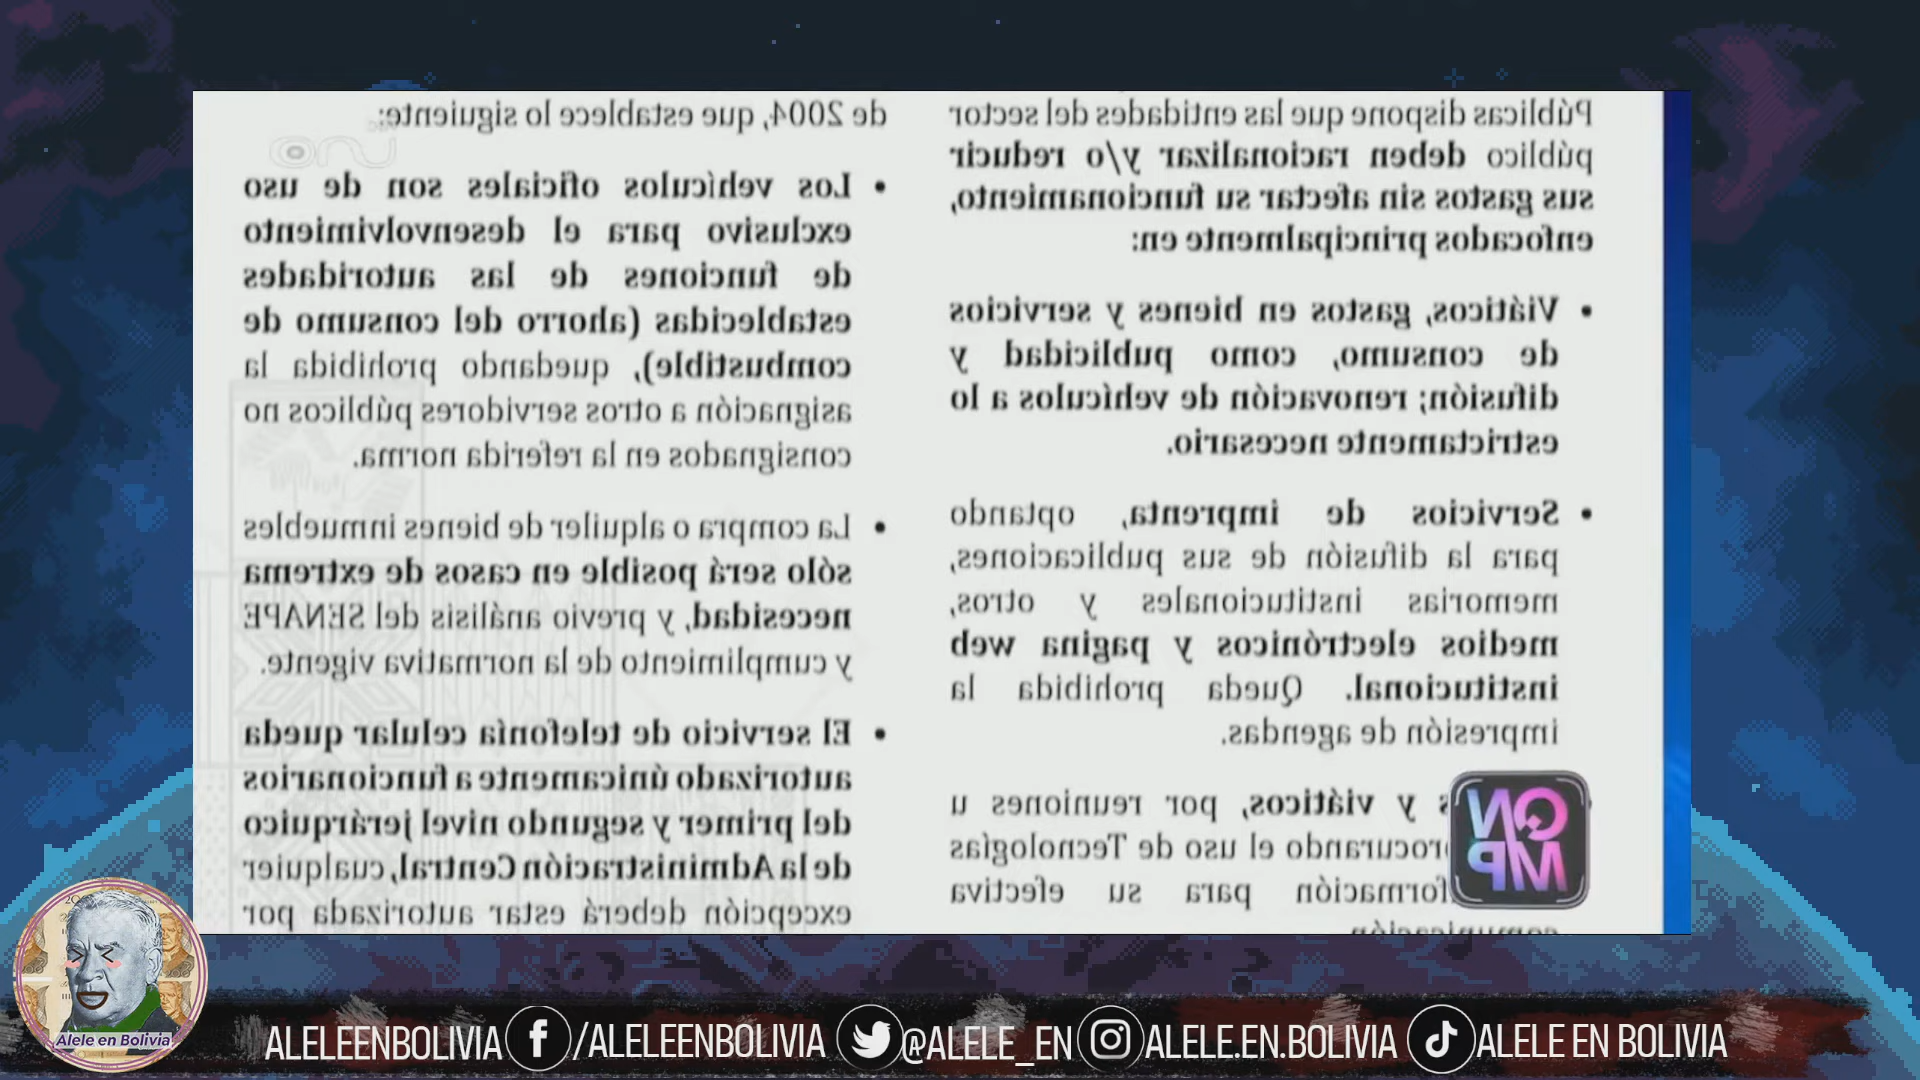 Públicas dispone que las entidades del sector
público deben racionalizar y/o reducir
sus gastos sin afectar su funcionamiento,
enfocados principalmente en:
• Viáticos, gastos en bienes y servicios
de consumo, como publicidad y
difusión; renovación de vehículos a lo
estrictamente necesario.
• Servicios de imprenta, optando
para la difusión de sus publicaciones,
memorias institucionales y otros,
medios electrónicos y pagina web
institucional. Queda prohibida la
impresión de agendas.
s y viáticos, por reuniones u
procurando el uso de Tecnologías
formación para su efectiva
comunicación
QN
MP
de 2004, que establece lo siguiente:
• Los vehículos oficiales son de uso
exclusivo para el desenvolvimiento
de funciones de las autoridades
establecidas (ahorro del consumo de
combustible), quedando prohibida la
asignación a otros servidores públicos no
consignados en la referida norma.
• La compra o alquiler de bienes inmuebles
sólo será posible en casos de extrema
necesidad, y previo análisis del SENAPE
y cumplimiento de la normativa vigente.
• El servicio de telefonía celular queda
autorizado únicamente a funcionarios
del primer y segundo nivel jerárquico
de la Administración Central, cualquier
excepción deberá estar autorizada por
Alele en Bolivia
ALELEENBOLIVIA /ALELEENBOLIVIA @ALELE_EN ALELE.EN.BOLIVIA ALELE EN BOLIVIA